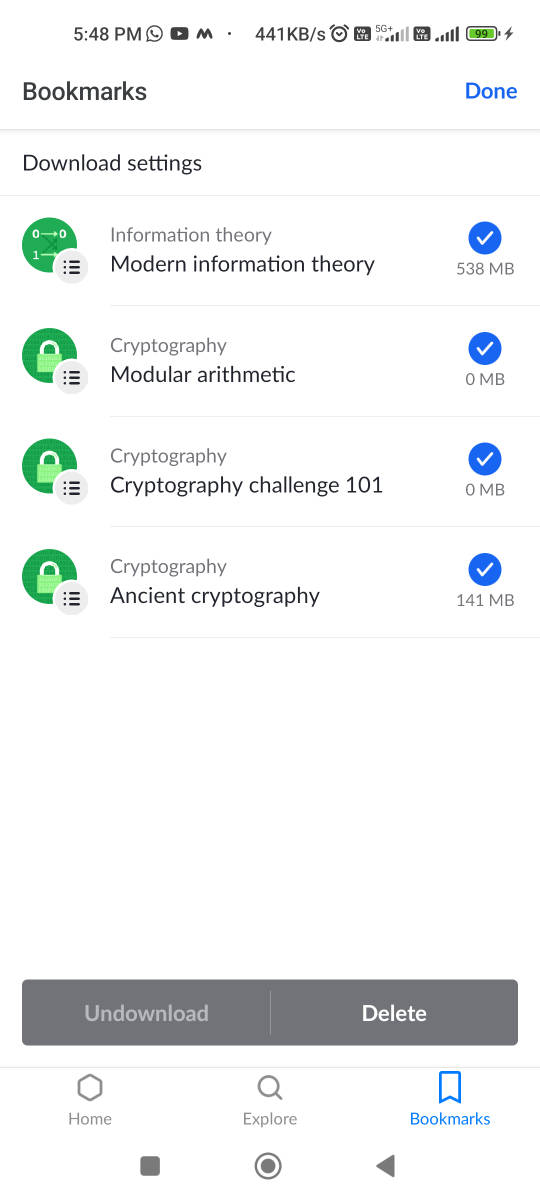 5:48 PM · 441KB/s Vo LTE 5G+ Vo LTE 99
Bookmarks Done
Download settings
0 → 0
1
Information theory
Modern information theory
538 MB
Cryptography
Modular arithmetic
0 MB
Cryptography
Cryptography challenge 101
0 MB
Cryptography
Ancient cryptography
141 MB
Undownload Delete
Home Explore Bookmarks